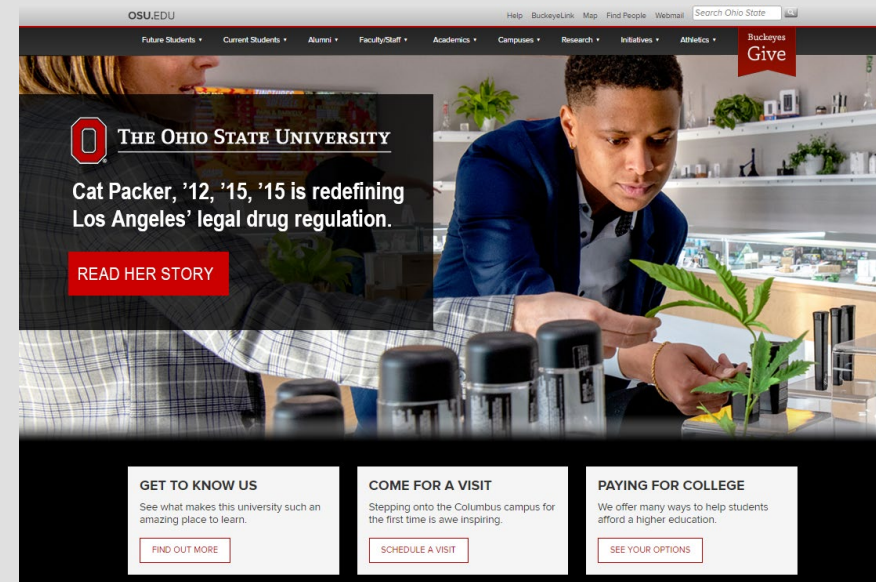 OSU.EDU
Help BuckeyeLink Map Find People Webmail Search Ohio State
Future Students Current Students Alumni Faculty/Staff Academics Campuses Research Initiatives Athletics
Buckeyes
Give
THE OHIO STATE UNIVERSITY
Cat Packer, ’12, ’15, ’15 is redefining
Los Angeles’ legal drug regulation.
READ HER STORY
GET TO KNOW US
See what makes this university such an
amazing place to learn.
FIND OUT MORE
COME FOR A VISIT
Stepping onto the Columbus campus for
the first time is awe inspiring.
SCHEDULE A VISIT
PAYING FOR COLLEGE
We offer many ways to help students
afford a higher education.
SEE YOUR OPTIONS